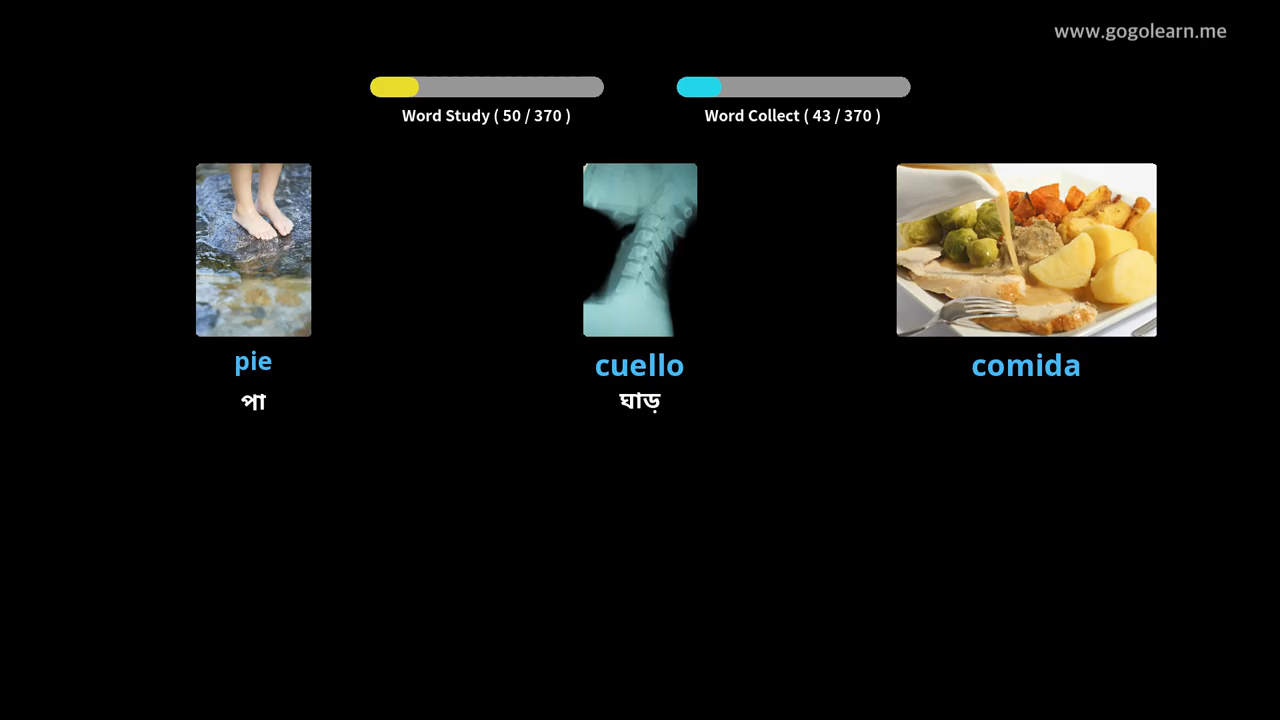 www.gogolearn.me
Word Study ( 50 / 370 )
Word Collect ( 43 / 370 )
pie
cuello
comida
পা
ঘাড়